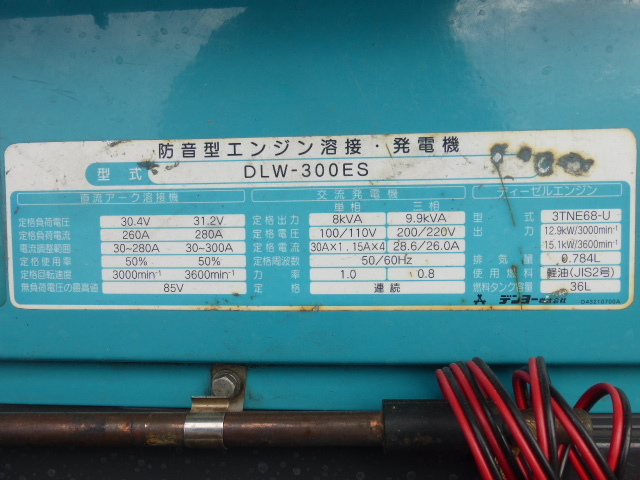 防音型エンジン溶接・発電機
型式 DLW-300ES
直流アーク溶接機
定格負荷電圧 30.4V 31.2V
定格負荷電流 260A 280A
電流調整範囲 30~280A 30~300A
定格使用率 50% 50%
定格回転速度 3000min⁻¹ 3600min⁻¹
無負荷電圧の最高値 85V
交流発電機
単相 三相
定格出力 8kVA 9.9kVA
定格電圧 100/110V 200/220V
定格電流 30A×1.15A×4 28.6/26.0A
定格周波数 50/60Hz
力率 1.0 0.8
定格 連続
ディーゼルエンジン
型式 3TNE68-U
出力 12.9kW/3000min⁻¹
15.1kW/3600min⁻¹
排気量 0.784L
使用燃料 軽油(JIS2号)
燃料タンク容量 36L
デンヨー株式会社